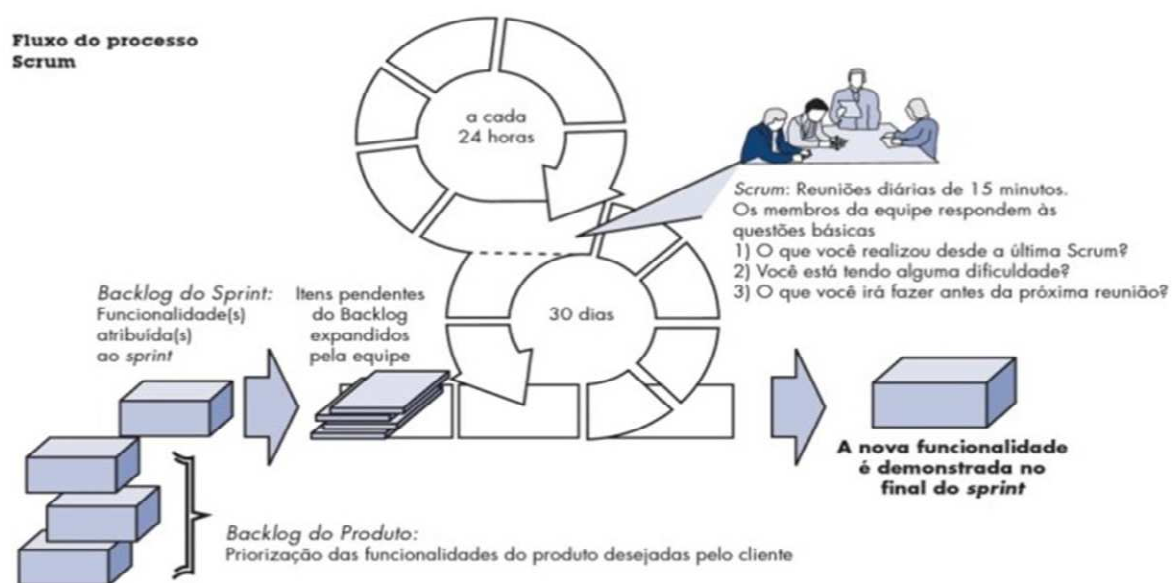 Fluxo do processo
Scrum
a cada
24 horas
Scrum: Reuniões diárias de 15 minutos.
Os membros da equipe respondem às
questões básicas
1) O que você realizou desde a última Scrum?
2) Você está tendo alguma dificuldade?
3) O que você irá fazer antes da próxima reunião?
Backlog do Sprint:
Funcionalidade(s)
atribuída(s)
ao sprint
Itens pendentes
do Backlog
expandidos
pela equipe
30 dias
A nova funcionalidade
é demonstrada no
final do sprint
Backlog do Produto:
Priorização das funcionalidades do produto desejadas pelo cliente